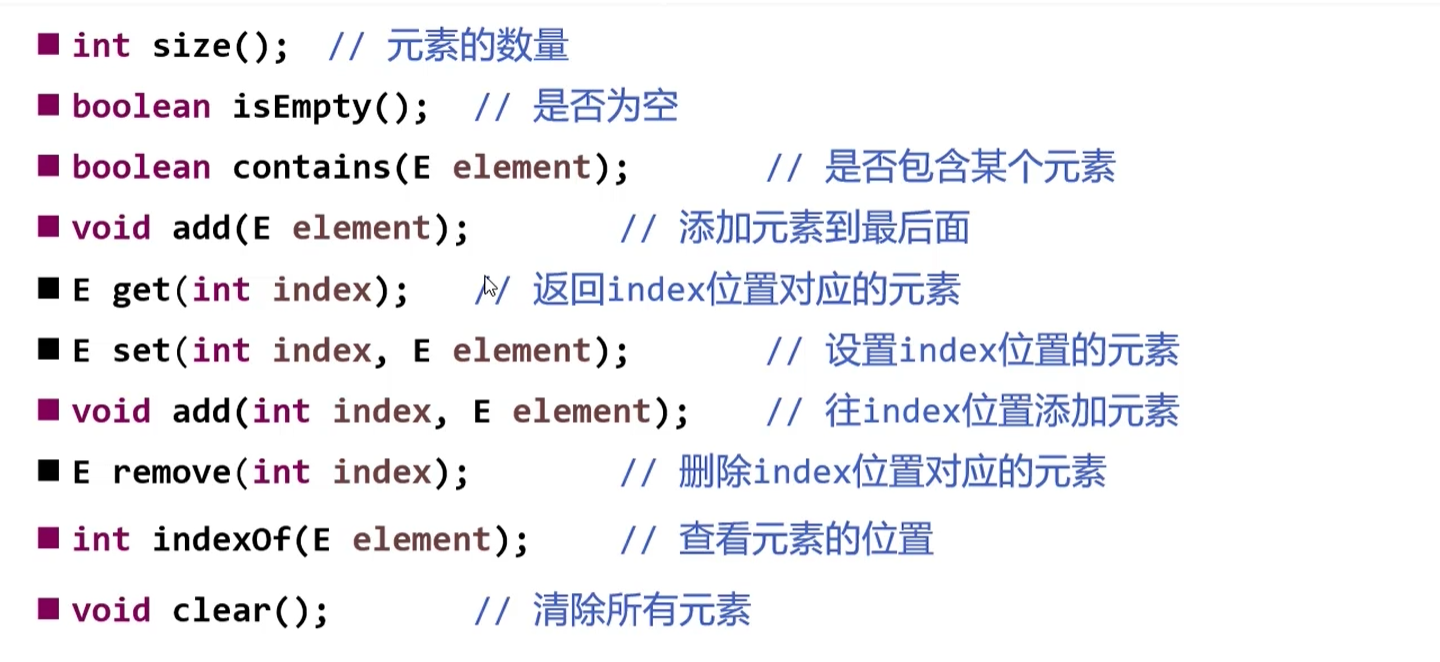 int size(); // 元素的数量
boolean isEmpty(); // 是否为空
boolean contains(E element); // 是否包含某个元素
void add(E element); // 添加元素到最后面
E get(int index); // 返回index位置对应的元素
E set(int index, E element); // 设置index位置的元素
void add(int index, E element); // 往index位置添加元素
E remove(int index); // 删除index位置对应的元素
int indexOf(E element); // 查看元素的位置
void clear(); // 清除所有元素